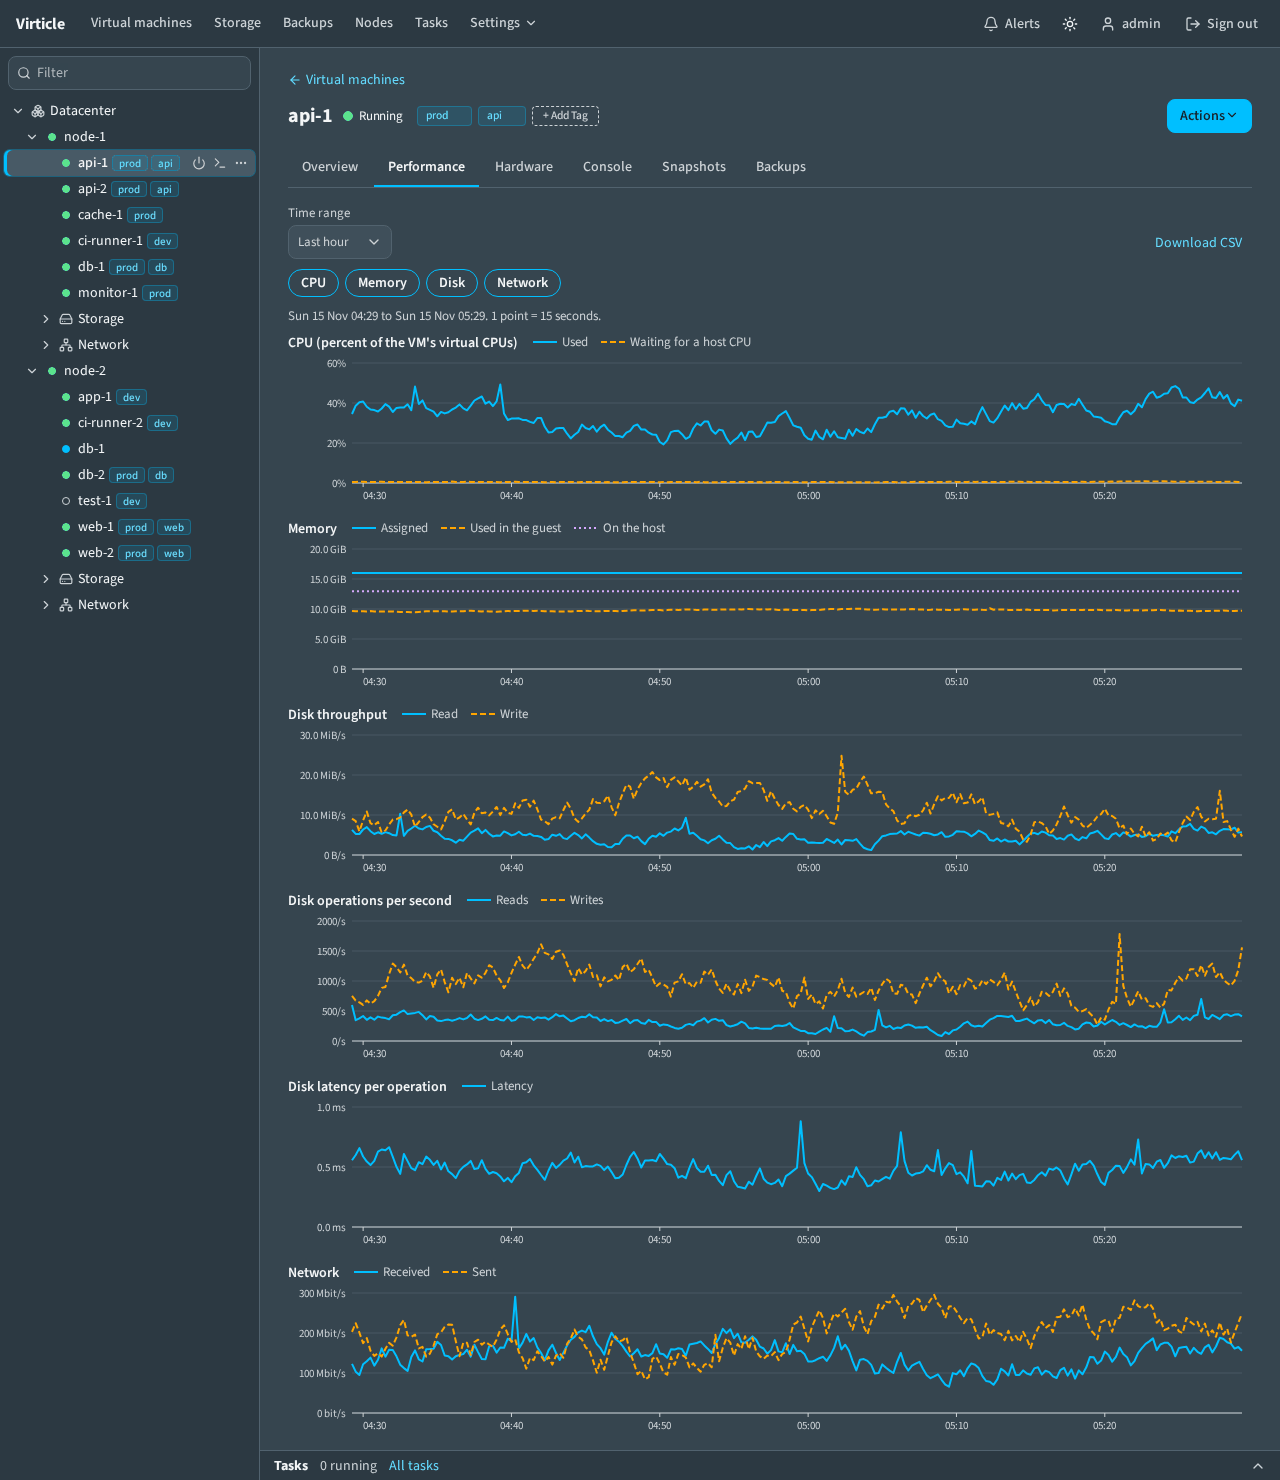 Virticle Virtual machines Storage Backups Nodes Tasks Settings Alerts admin Sign out
Filter
Datacenter
node-1
api-1 prod api
api-2 prod api
cache-1 prod
ci-runner-1 dev
db-1 prod db
monitor-1 prod
Storage
Network
node-2
app-1 dev
ci-runner-2 dev
db-1
db-2 prod db
test-1 dev
web-1 prod web
web-2 prod web
Storage
Network
Virtual machines
api-1 Running prod api + Add Tag Actions
Overview Performance Hardware Console Snapshots Backups
Time range
Last hour Download CSV
CPU Memory Disk Network
Sun 15 Nov 04:29 to Sun 15 Nov 05:29. 1 point = 15 seconds.
CPU (percent of the VM's virtual CPUs) Used Waiting for a host CPU
60%
40%
20%
0%
04:30 04:40 04:50 05:00 05:10 05:20
Memory Assigned Used in the guest On the host
20.0 GiB
15.0 GiB
10.0 GiB
5.0 GiB
0 B
04:30 04:40 04:50 05:00 05:10 05:20
Disk throughput Read Write
30.0 MiB/s
20.0 MiB/s
10.0 MiB/s
0 B/s
04:30 04:40 04:50 05:00 05:10 05:20
Disk operations per second Reads Writes
2000/s
1500/s
1000/s
500/s
0/s
04:30 04:40 04:50 05:00 05:10 05:20
Disk latency per operation Latency
1.0 ms
0.5 ms
0.0 ms
04:30 04:40 04:50 05:00 05:10 05:20
Network Received Sent
300 Mbit/s
200 Mbit/s
100 Mbit/s
0 bit/s
04:30 04:40 04:50 05:00 05:10 05:20
Tasks 0 running All tasks